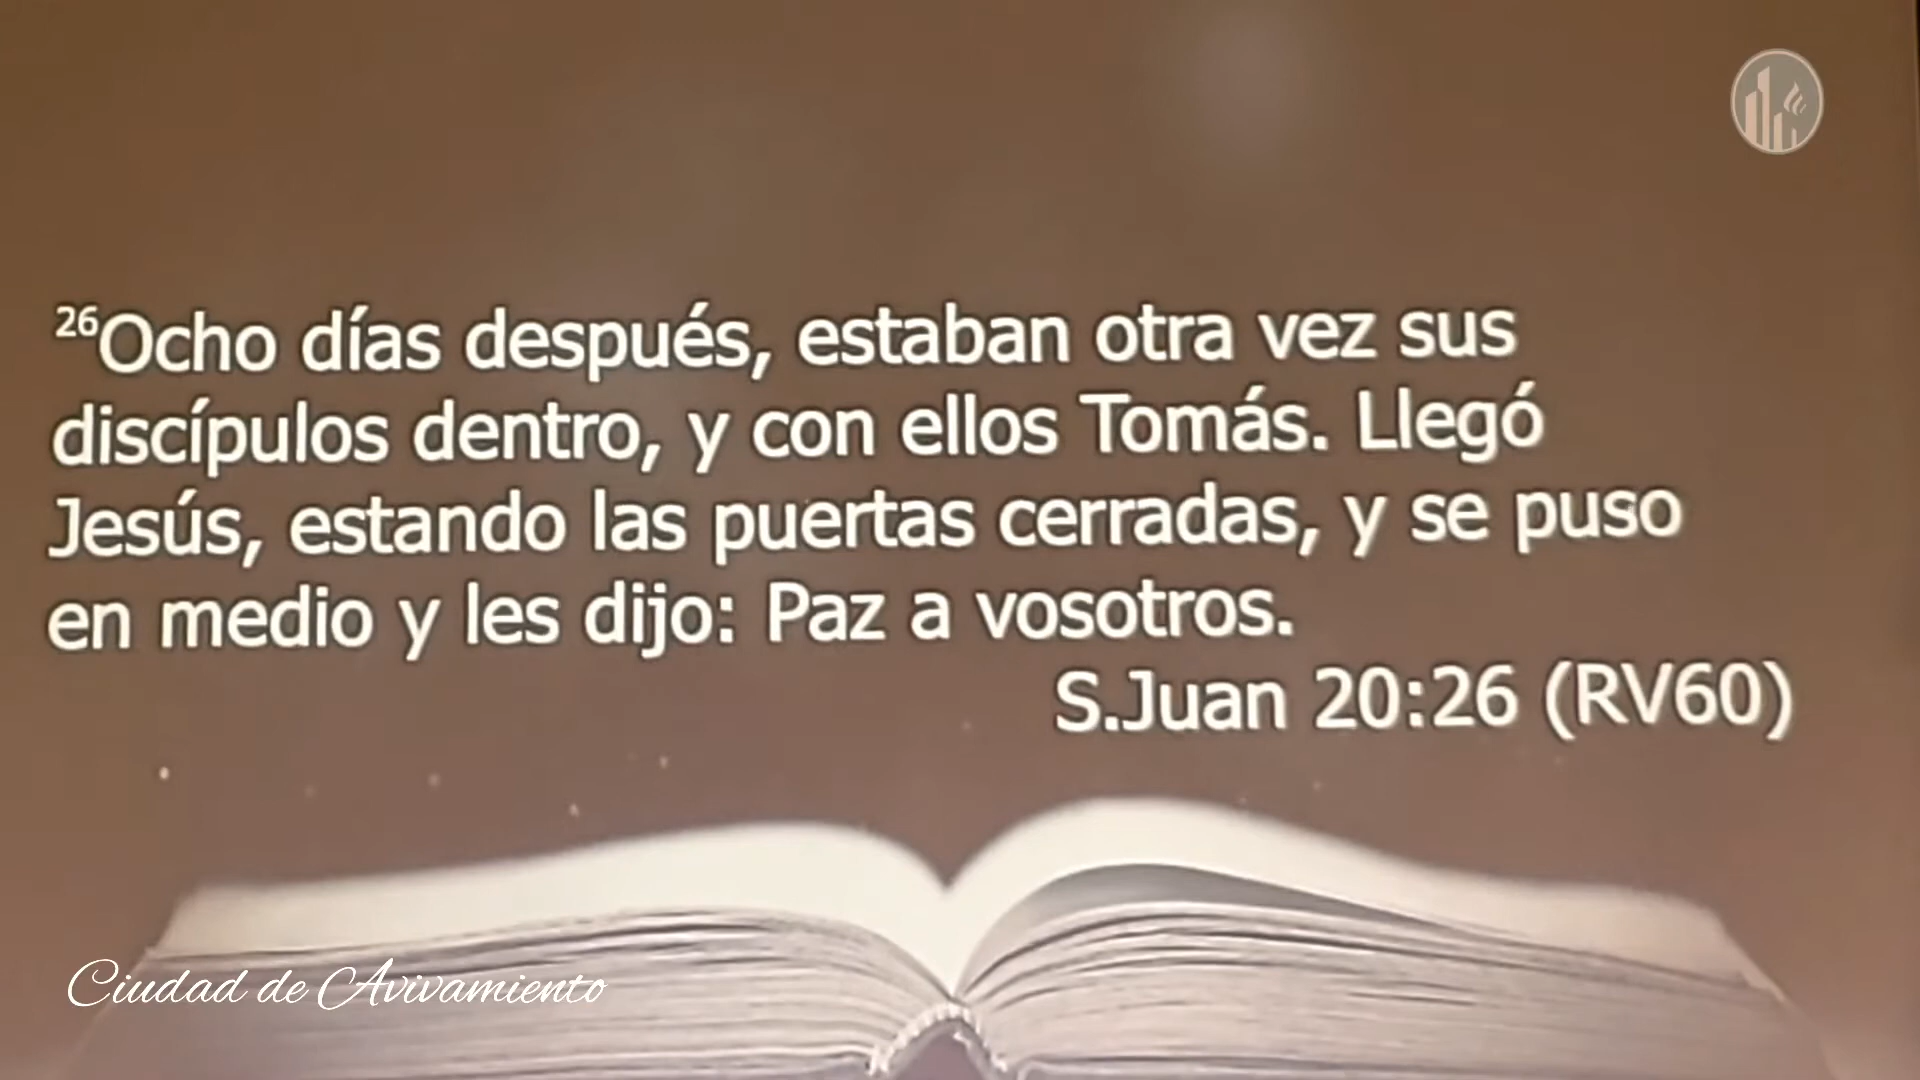 ²⁶Ocho días después, estaban otra vez sus
discípulos dentro, y con ellos Tomás. Llegó
Jesús, estando las puertas cerradas, y se puso
en medio y les dijo: Paz a vosotros.
S.Juan 20:26 (RV60)
Ciudad de Avivamiento